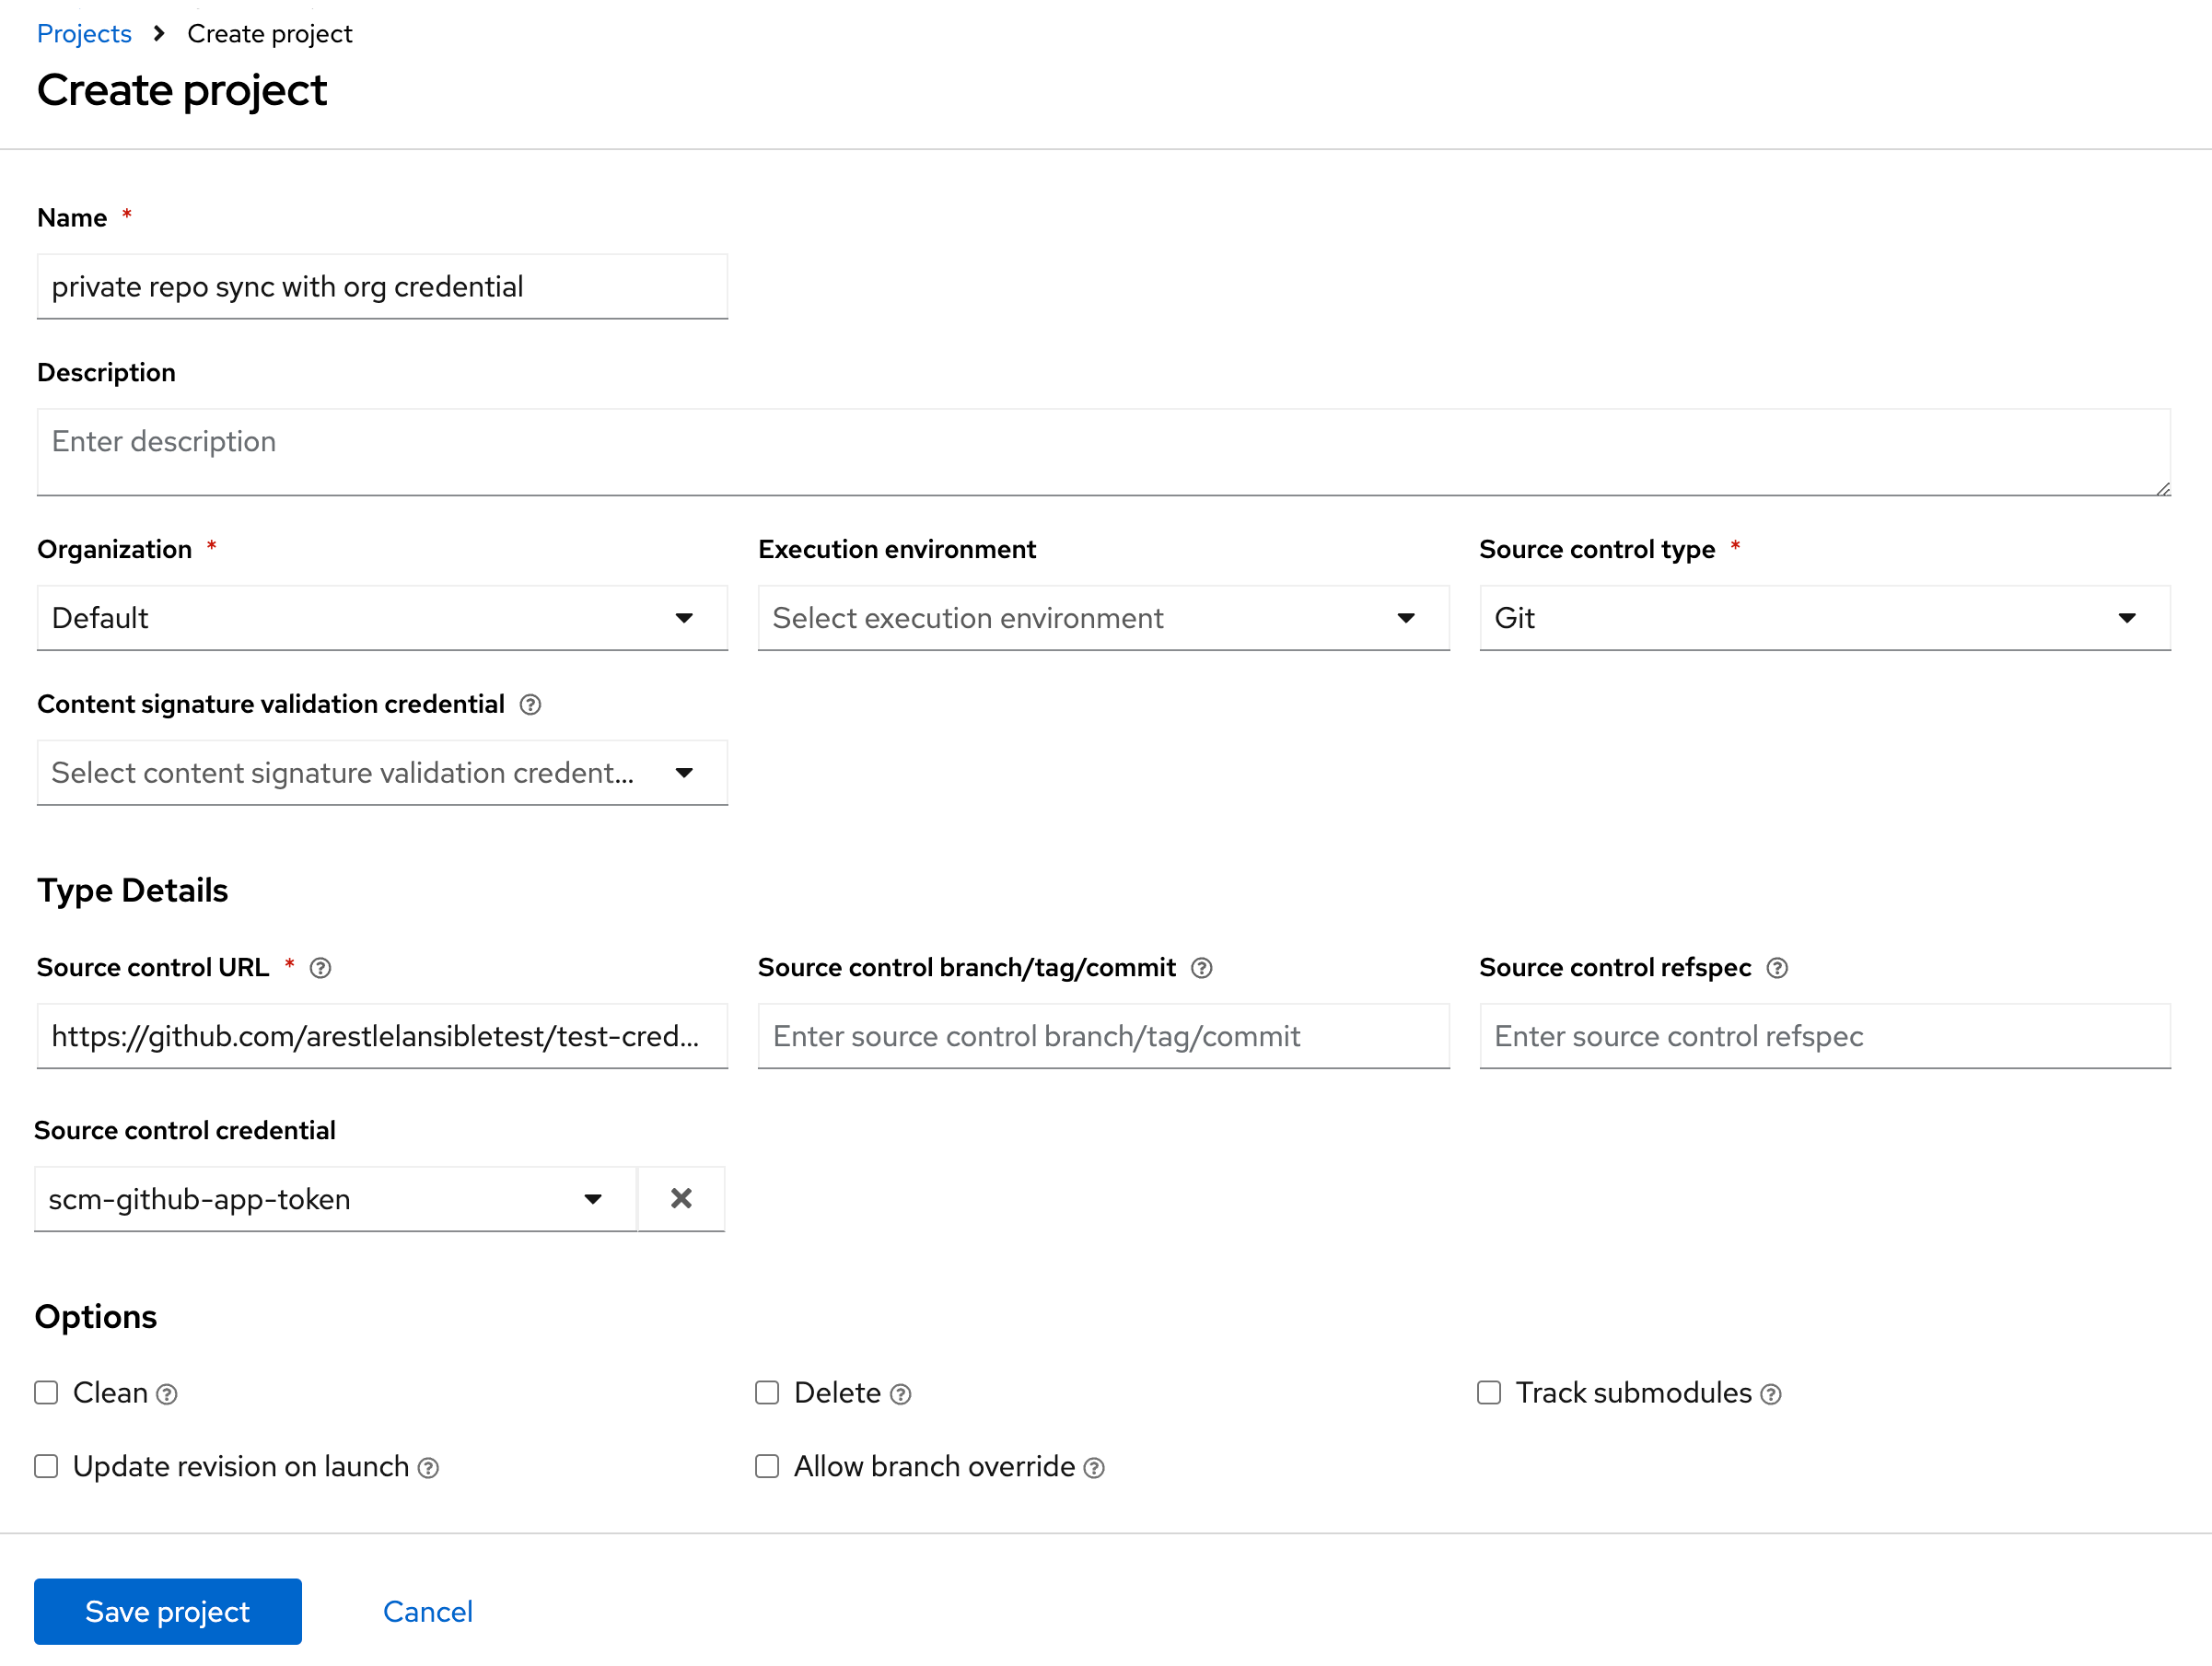 Projects > Create project
Create project
Name *
private repo sync with org credential
Description
Enter description
Organization * Execution environment Source control type *
Default Select execution environment Git
Content signature validation credential
Select content signature validation credent...
Type Details
Source control URL * Source control branch/tag/commit Source control refspec
https://github.com/arestlelansibletest/test-cred... Enter source control branch/tag/commit Enter source control refspec
Source control credential
scm-github-app-token
Options
Clean Delete Track submodules
Update revision on launch Allow branch override
Save project Cancel